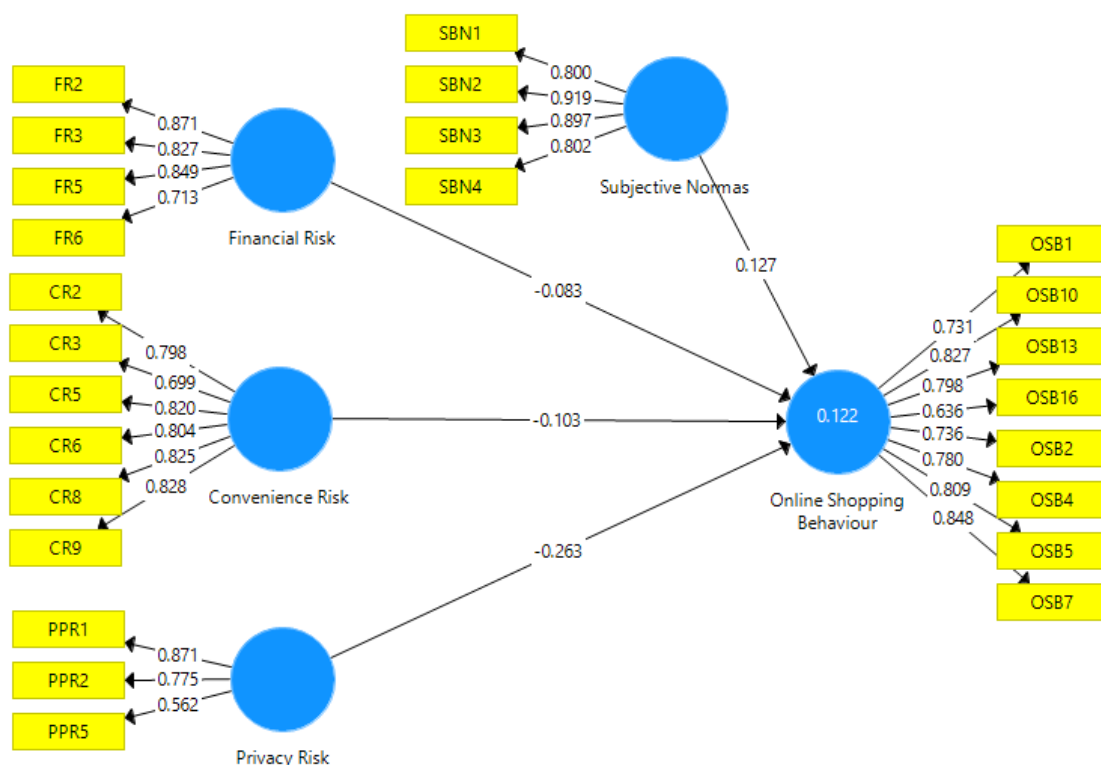 SBN1
SBN2
SBN3
SBN4
0.800
0.919
0.897
0.802
Subjective Normas
FR2
FR3
FR5
FR6
0.871
0.827
0.849
0.713
Financial Risk
CR2
CR3
CR5
CR6
CR8
CR9
0.798
0.699
0.820
0.804
0.825
0.828
Convenience Risk
PPR1
PPR2
PPR5
0.871
0.775
0.562
Privacy Risk
-0.083
0.127
-0.103
-0.263
0.122
Online Shopping
Behaviour
0.731
0.827
0.798
0.636
0.736
0.780
0.809
0.848
OSB1
OSB10
OSB13
OSB16
OSB2
OSB4
OSB5
OSB7